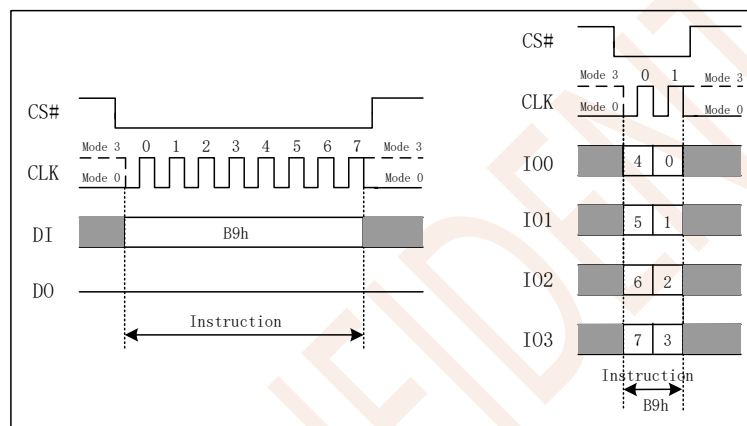 CS#
Mode 3 0 1 2 3 4 5 6 7 Mode 3
CLK
Mode 0 Mode 0
DI B9h
DO
Instruction
CS#
Mode 3 0 1 Mode 3
CLK
Mode 0 Mode 0
IO0 4 0
IO1 5 1
IO2 6 2
IO3 7 3
Instruction
B9h